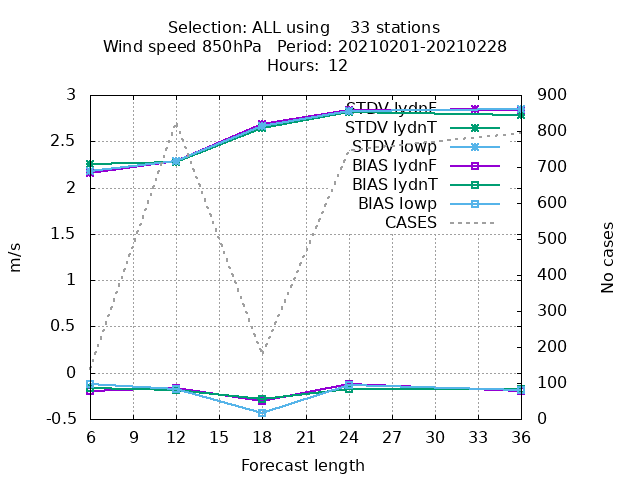 Selection: ALL using    33 stations
Wind speed 850hPa   Period: 20210201-20210228
Hours: 12
3
2.5
2
1.5
1
0.5
0
-0.5
m/s
STDV lydnF
STDV lydnT
STDV lowp
BIAS lydnF
BIAS lydnT
BIAS lowp
CASES
900
800
700
600
500
400
300
200
100
0
No cases
6 9 12 15 18 21 24 27 30 33 36
Forecast length